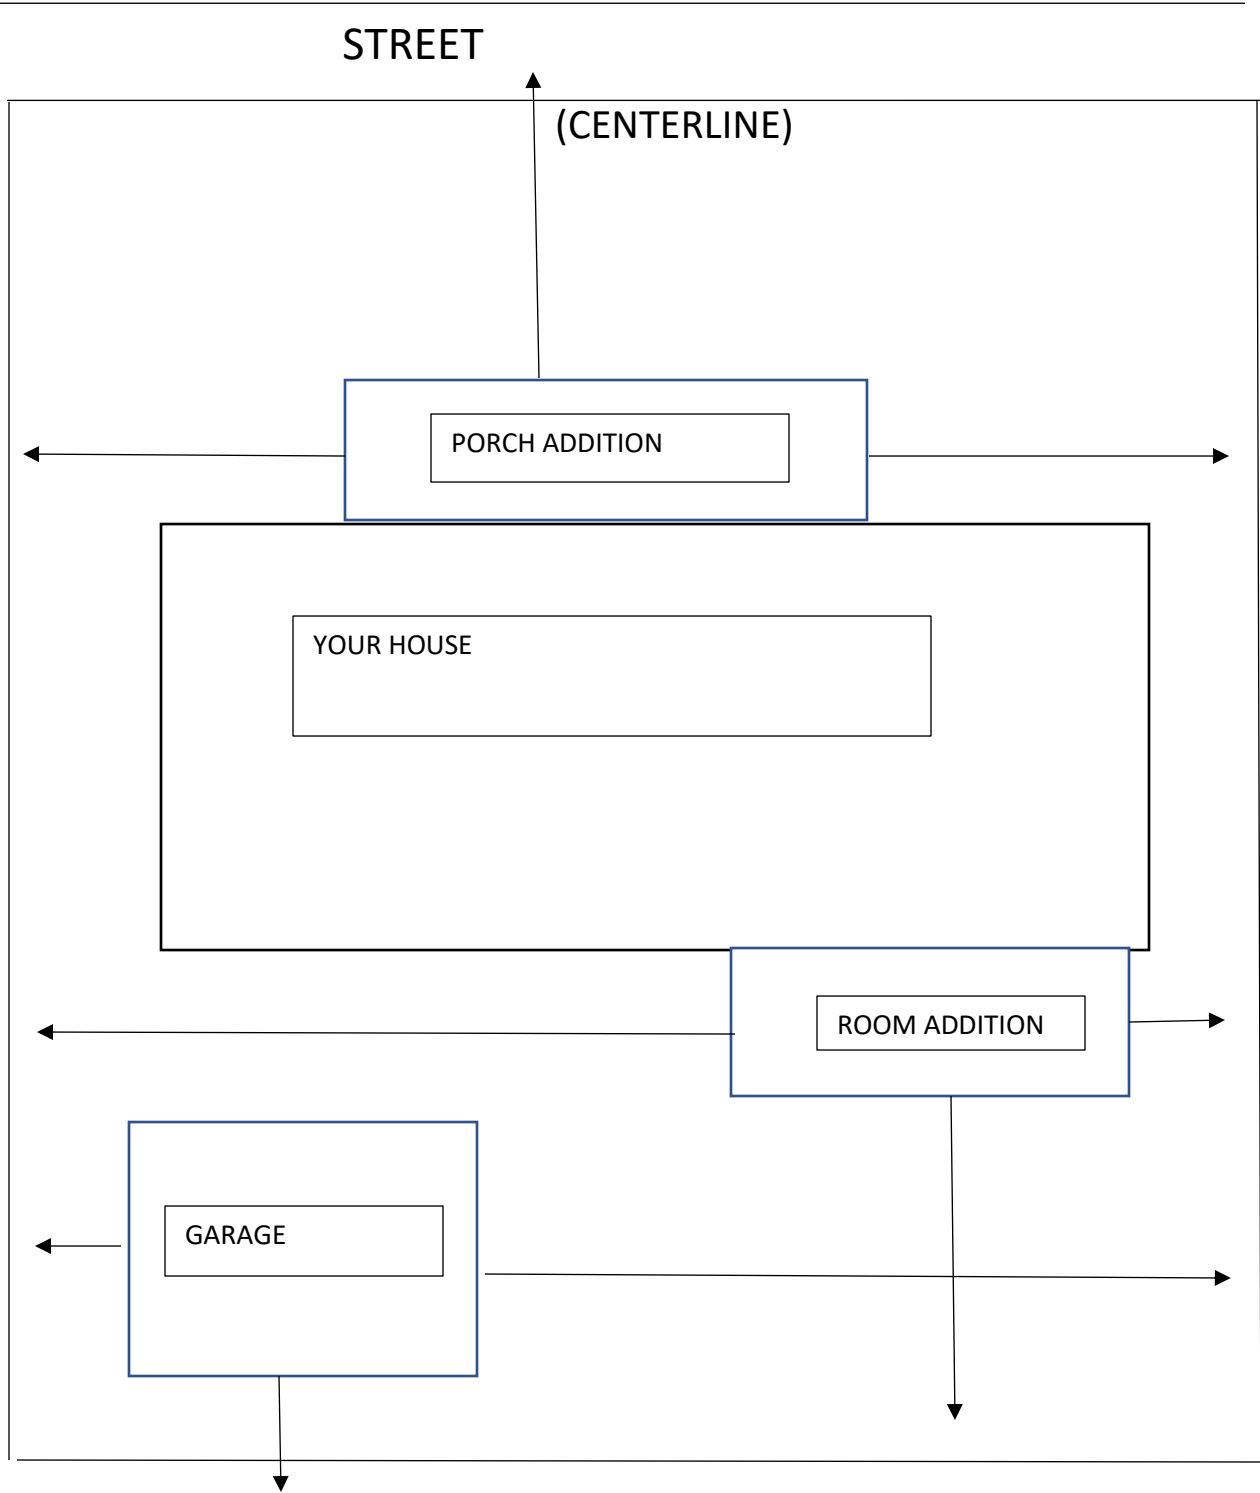 STREET
(CENTERLINE)
PORCH ADDITION
YOUR HOUSE
ROOM ADDITION
GARAGE